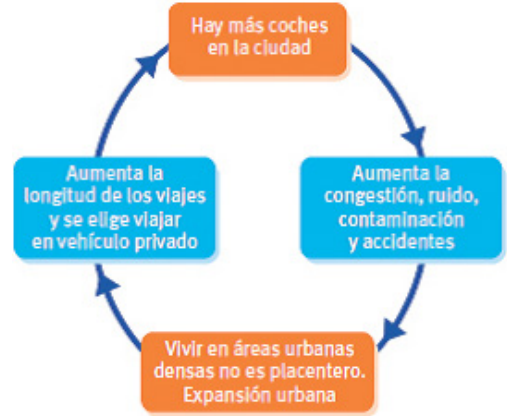 Hay más coches
en la ciudad
Aumenta la
congestión, ruido,
contaminación
y accidentes
Vivir en áreas urbanas
densas no es placentero.
Expansión urbana
Aumenta la
longitud de los viajes
y se elige viajar
en vehículo privado